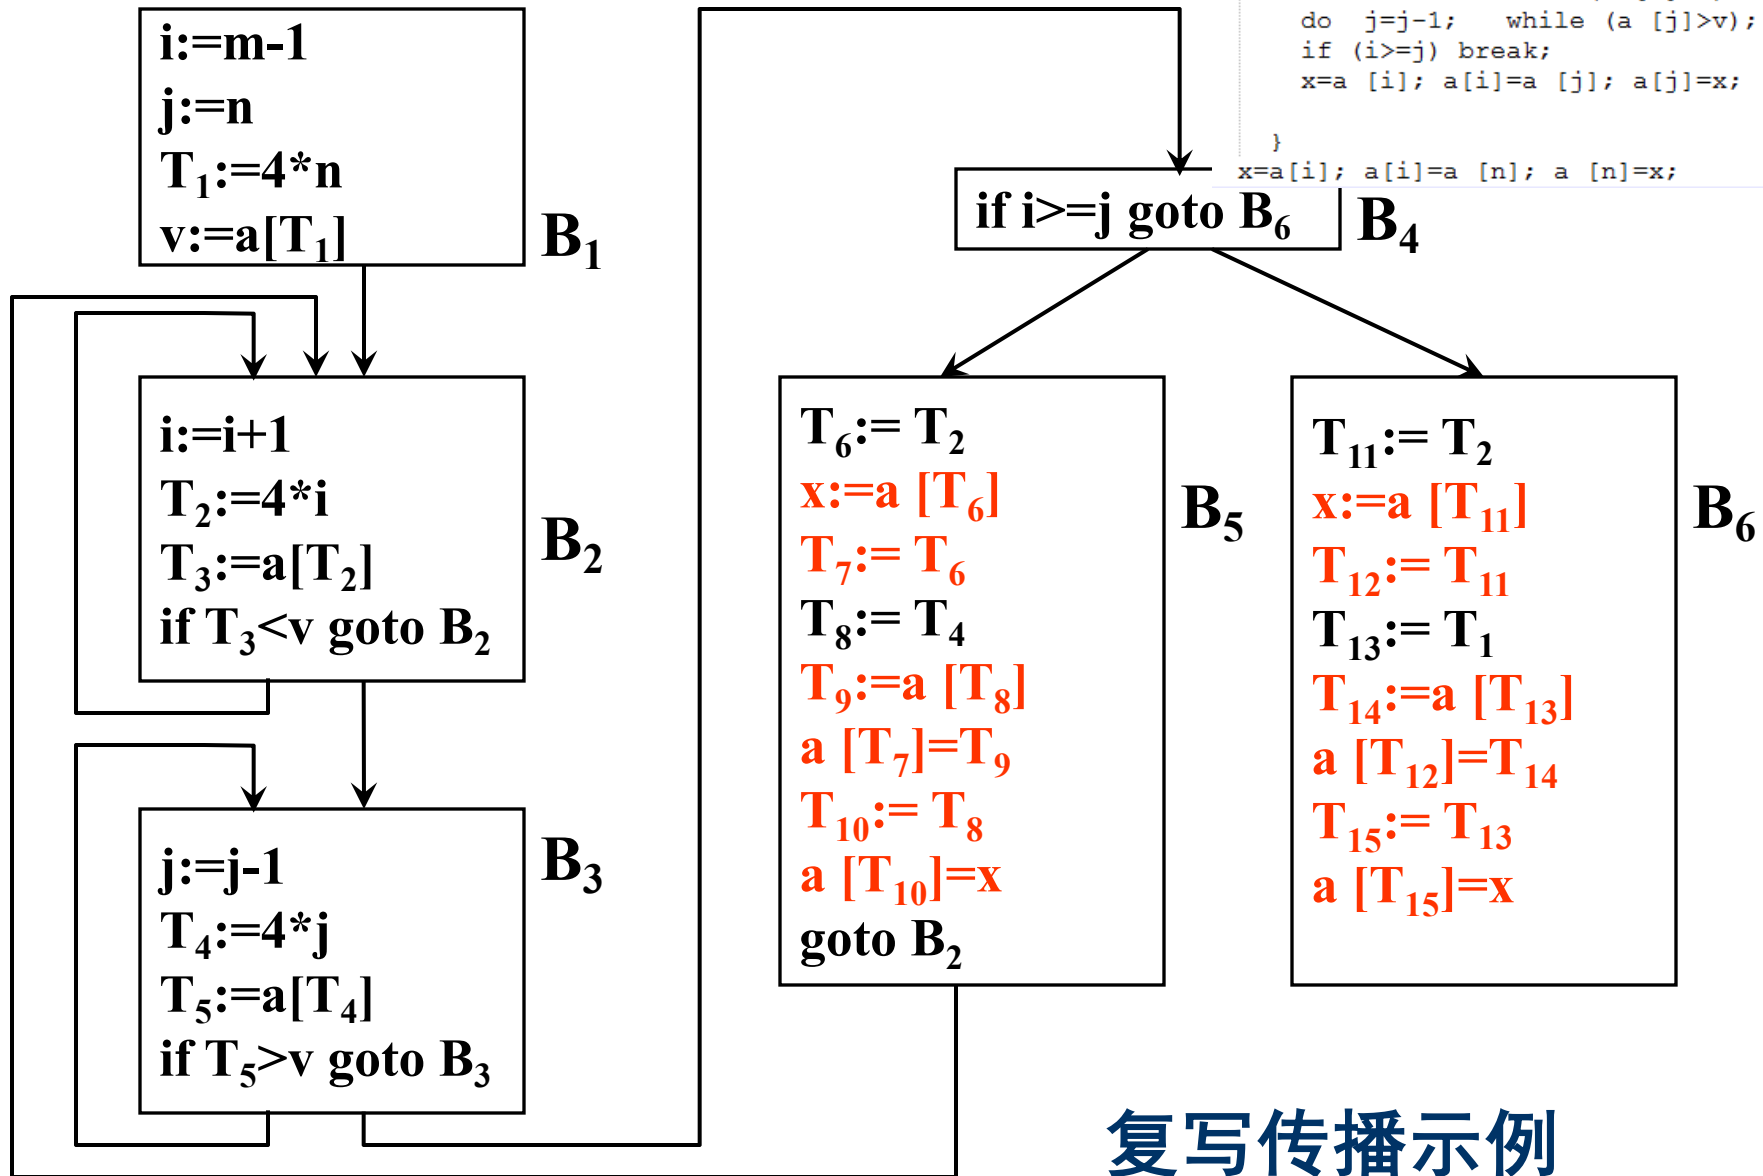 i:=m-1
j:=n
T₁:=4*n
v:=a[T₁]
B₁
i:=i+1
T₂:=4*i
T₃:=a[T₂]
if T₃<v goto B₂
B₂
j:=j-1
T₄:=4*j
T₅:=a[T₄]
if T₅>v goto B₃
B₃
do j=j-1; while (a [j]>v);
if (i>=j) break;
x=a [i]; a[i]=a [j]; a[j]=x;
}
x=a[i]; a[i]=a [n]; a [n]=x;
if i>=j goto B₆
B₄
T₆:= T₂
x:=a [T₆]
T₇:= T₆
T₈:= T₄
T₉:=a [T₈]
a [T₇]=T₉
T₁₀:= T₈
a [T₁₀]=x
goto B₂
B₅
T₁₁:= T₂
x:=a [T₁₁]
T₁₂:= T₁₁
T₁₃:= T₁
T₁₄:=a [T₁₃]
a [T₁₂]=T₁₄
T₁₅:= T₁₃
a [T₁₅]=x
B₆
复写传播示例